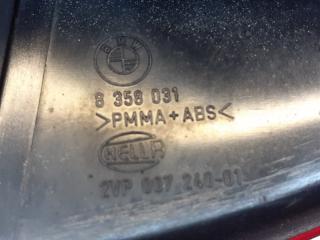 BMW
8 358 031
>PMMA+ABS<
HELLA
2VP 007 240-01